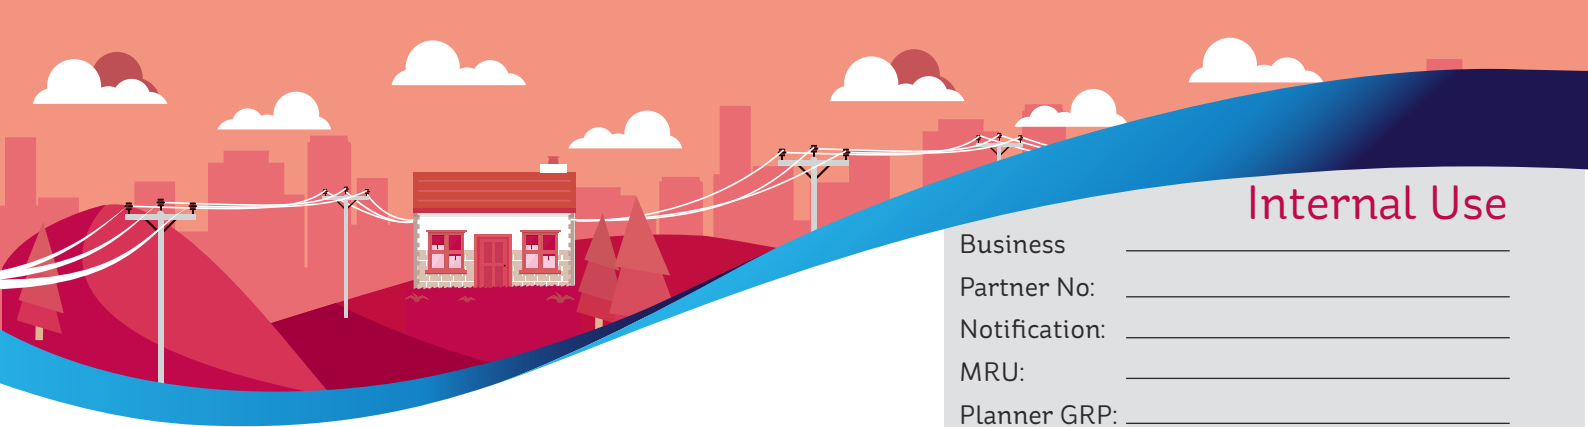 Internal Use
Business
Partner No:
Notification:
MRU:
Planner GRP: